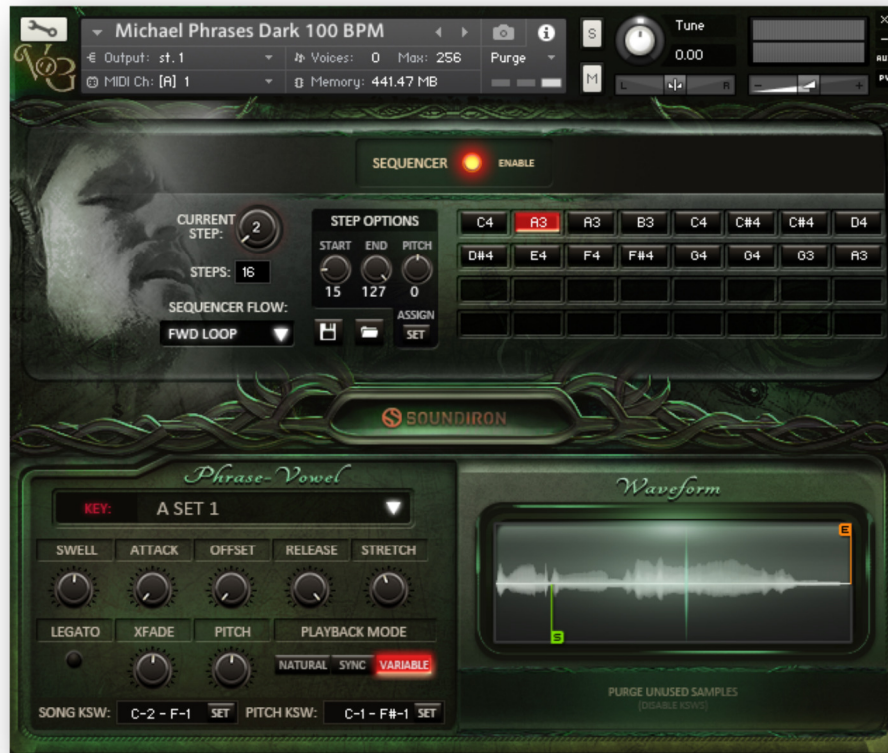 Michael Phrases Dark 100 BPM
Output: st. 1
Voices: 0 Max: 256 Purge
MIDI Ch: [A] 1
Memory: 441.47 MB
S
M
Tune
0.00
L R
- +
SEQUENCER ENABLE
CURRENT STEP: 2
STEPS: 16
SEQUENCER FLOW:
FWD LOOP
STEP OPTIONS
START END PITCH
15 127 0
ASSIGN
SET
C4 A3 A3 B3 C4 C#4 C#4 D4
D#4 E4 F4 F#4 G4 G4 G3 A3
SOUNDIRON
Phrase-Vowel
KEY: A SET 1
SWELL ATTACK OFFSET RELEASE STRETCH
LEGATO XFADE PITCH PLAYBACK MODE
NATURAL SYNC VARIABLE
SONG KSW: C-2 - F-1 SET PITCH KSW: C-1 - F#-1 SET
Waveform
E
S
PURGE UNUSED SAMPLES
[DISABLE KSWS]